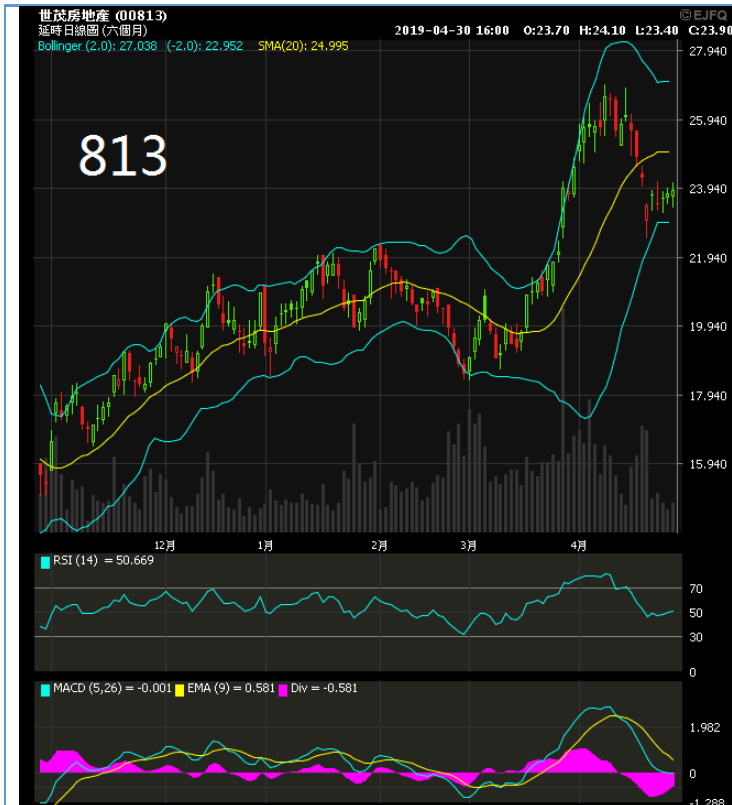 世茂房地產 (00813)
©EJFQ
延時日線圖 (六個月)
2019-04-30 16:00 O:23.70 H:24.10 L:23.40 C:23.90
Bollinger (2.0): 27.038 (-2.0): 22.952 SMA(20): 24.995
27.940
25.940
813
23.940
21.940
19.940
17.940
15.940
12月 1月 2月 3月 4月
RSI (14) = 50.669
70
50
30
0
MACD (5,26) = -0.001 EMA (9) = 0.581 Div = -0.581
1.982
0
-1.288